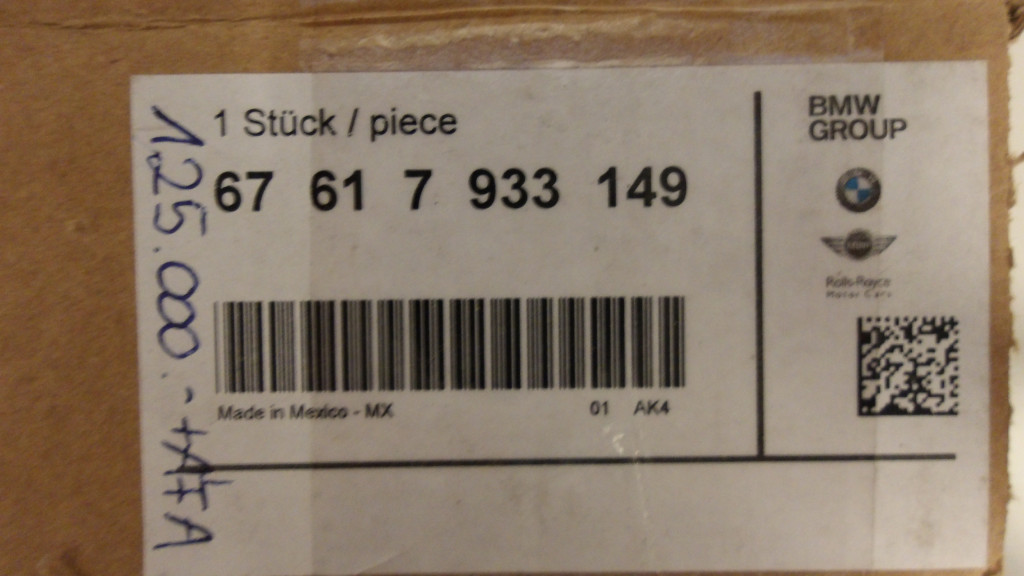 1 Stück / piece
67 61 7 933 149
Made in Mexico - MX
01 AK4
BMW
GROUP
Rolls-Royce
Motor Cars
125.000.-+ÁFA